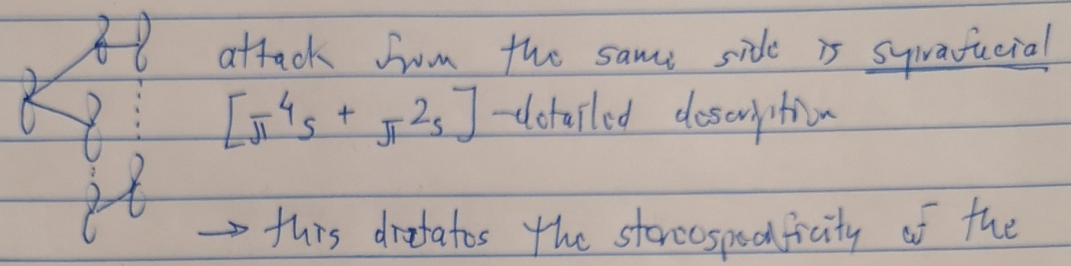 attack from the same side is suprafacial
[π4s + π2s] - detailed description
→ this dictates the stereospecificity of the